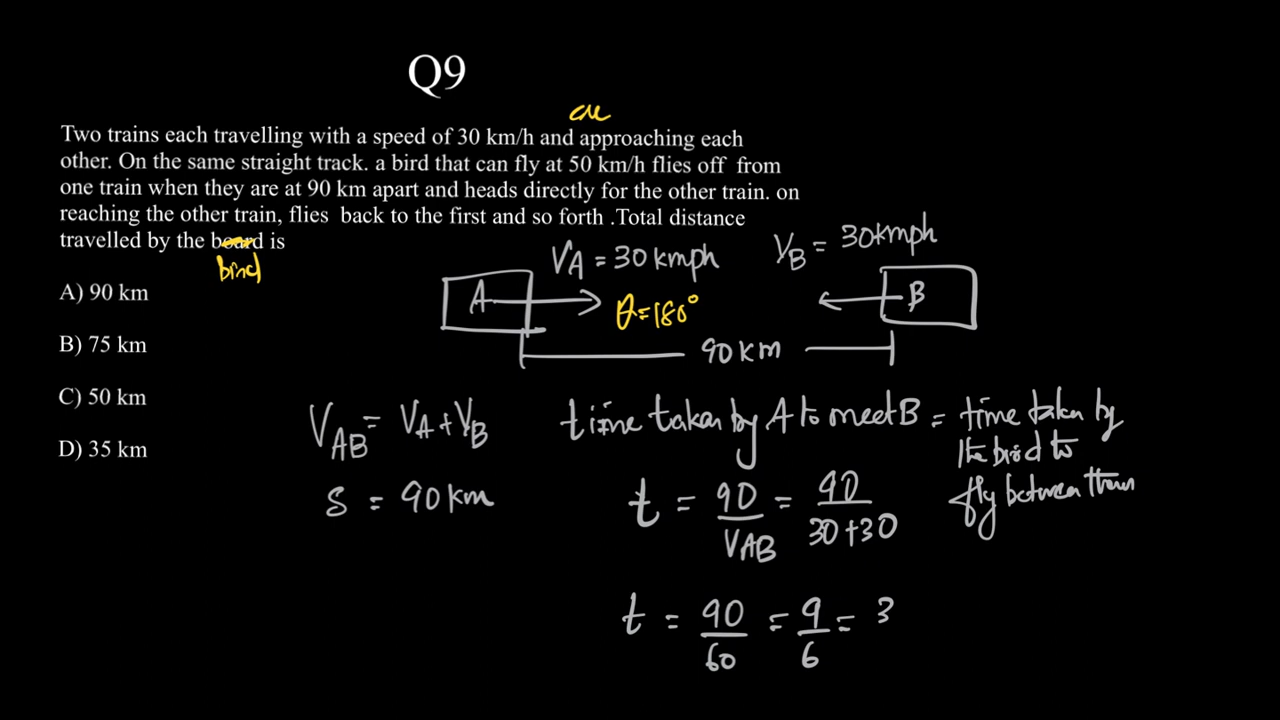 Q9
are
Two trains each travelling with a speed of 30 km/h and approaching each
other. On the same straight track. a bird that can fly at 50 km/h flies off from
one train when they are at 90 km apart and heads directly for the other train. on
reaching the other train, flies back to the first and so forth .Total distance
travelled by the board is
bird
A) 90 km
B) 75 km
C) 50 km
D) 35 km
VA = 30 kmph
VB = 30kmph
A
θ=180°
B
90 KM
VAB = VA + VB
S = 90 km
time taken by A to meet B = time taken by
the bird to
fly between them
t = 90/VAB = 90/30+30
t = 90/60 = 9/6 = 3